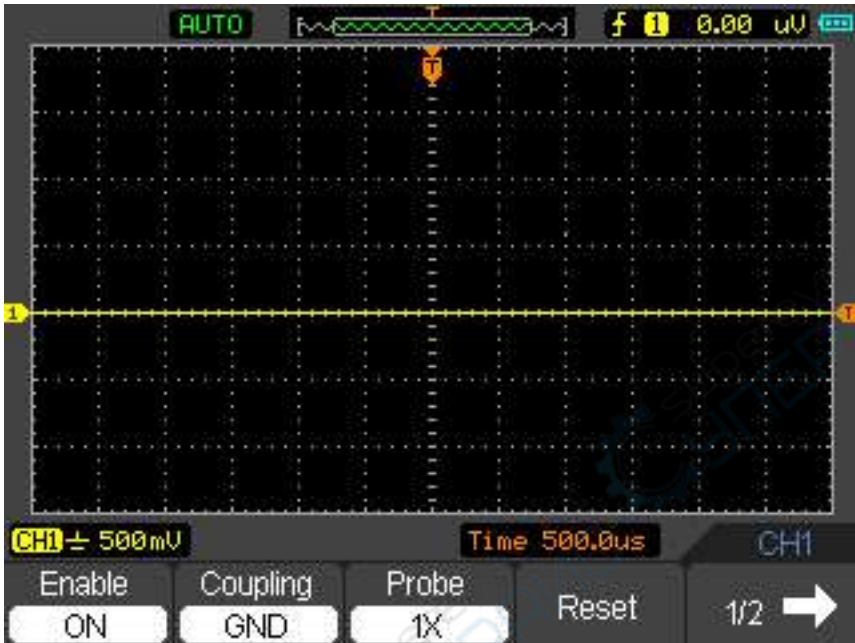 AUTO T 1 0.00 uV
T
1 T
CH1 500mV Time 500.0us CH1
Enable Coupling Probe Reset 1/2
ON GND 1X